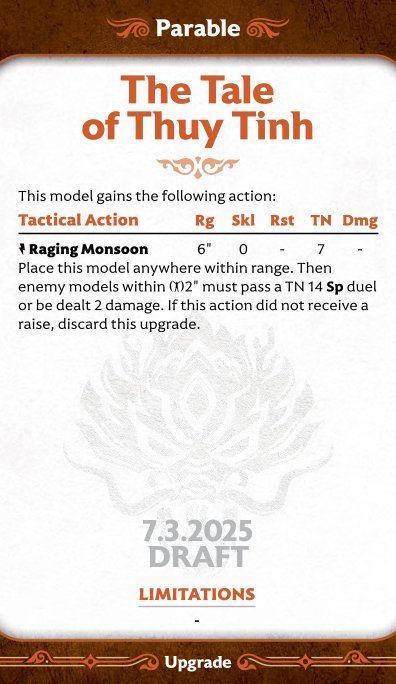 Parable
The Tale
of Thuy Tinh
This model gains the following action:
Tactical Action Rg Skl Rst TN Dmg
Raging Monsoon 6" 0 - 7 -
Place this model anywhere within range. Then
enemy models within 2" must pass a TN 14 Sp duel
or be dealt 2 damage. If this action did not receive a
raise, discard this upgrade.
7.3.2025
DRAFT
LIMITATIONS
-
Upgrade